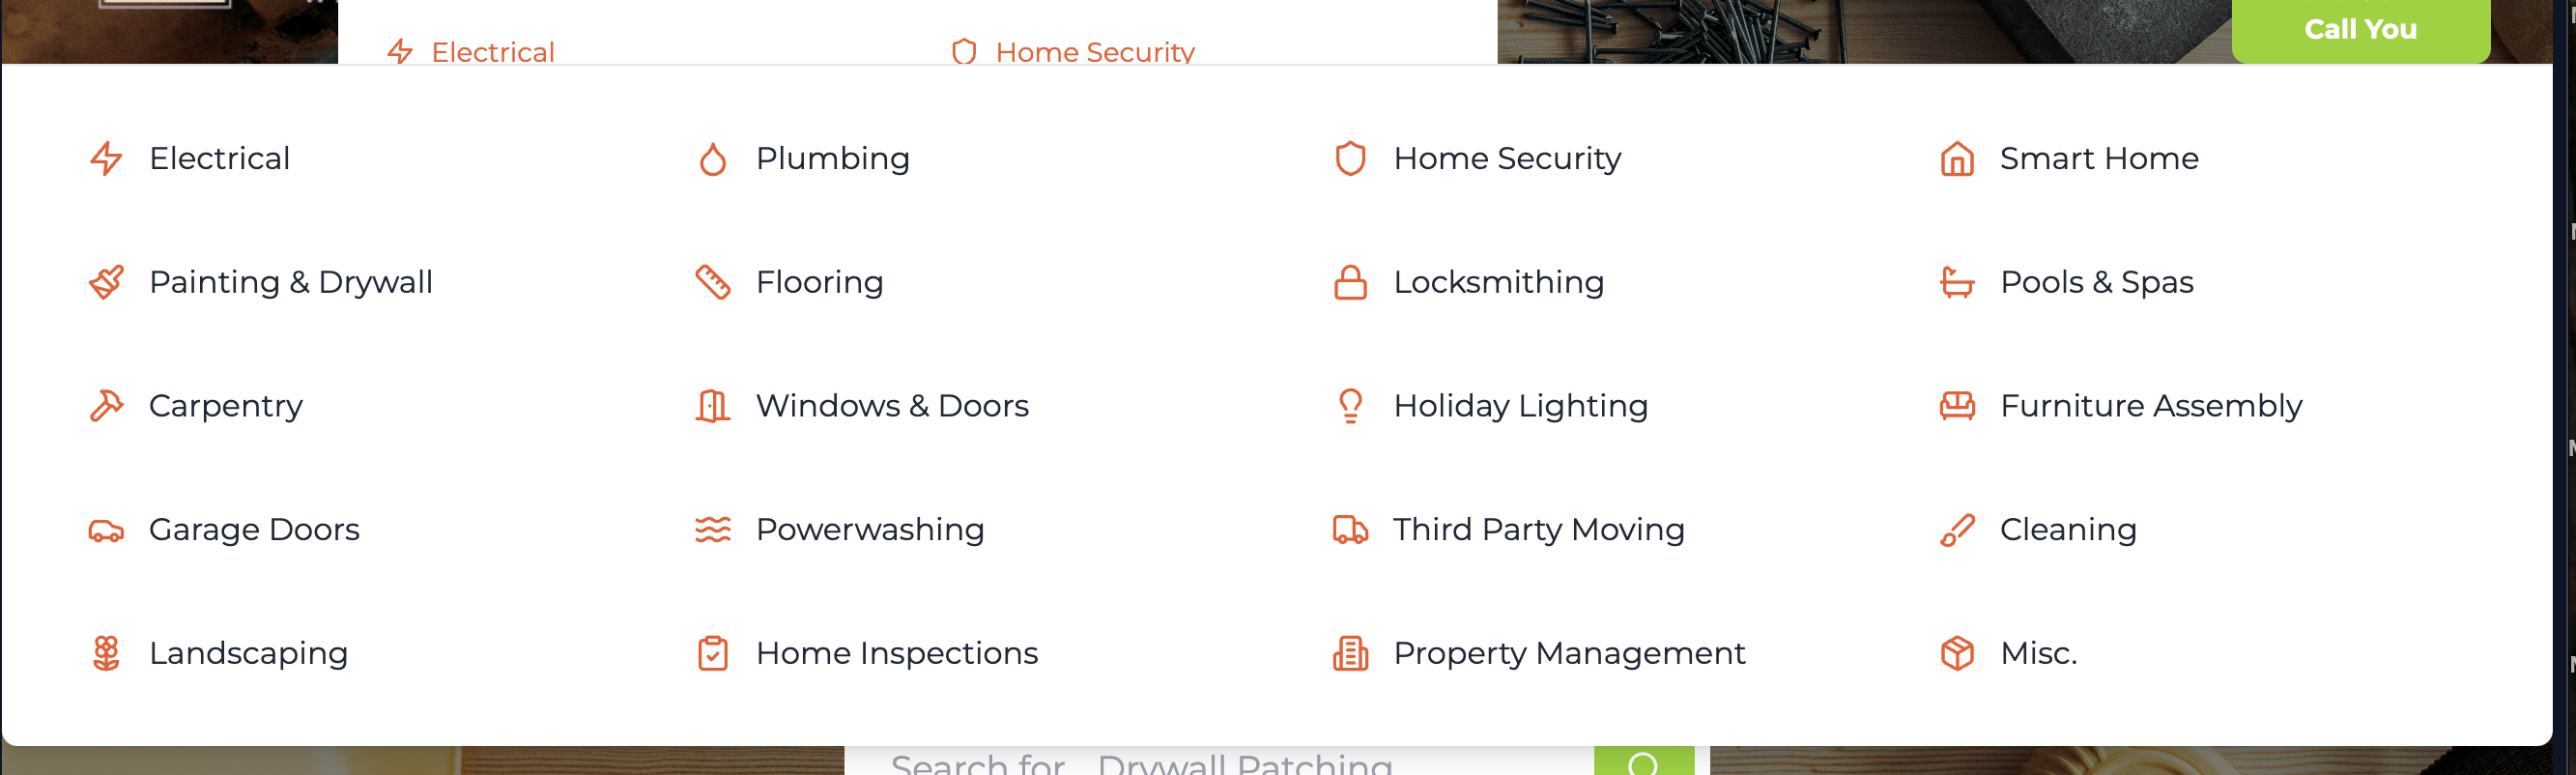 Call You
Electrical
Home Security
Electrical
Plumbing
Home Security
Smart Home
Painting & Drywall
Flooring
Locksmithing
Pools & Spas
Carpentry
Windows & Doors
Holiday Lighting
Furniture Assembly
Garage Doors
Powerwashing
Third Party Moving
Cleaning
Landscaping
Home Inspections
Property Management
Misc.
Search for Drywall Patching